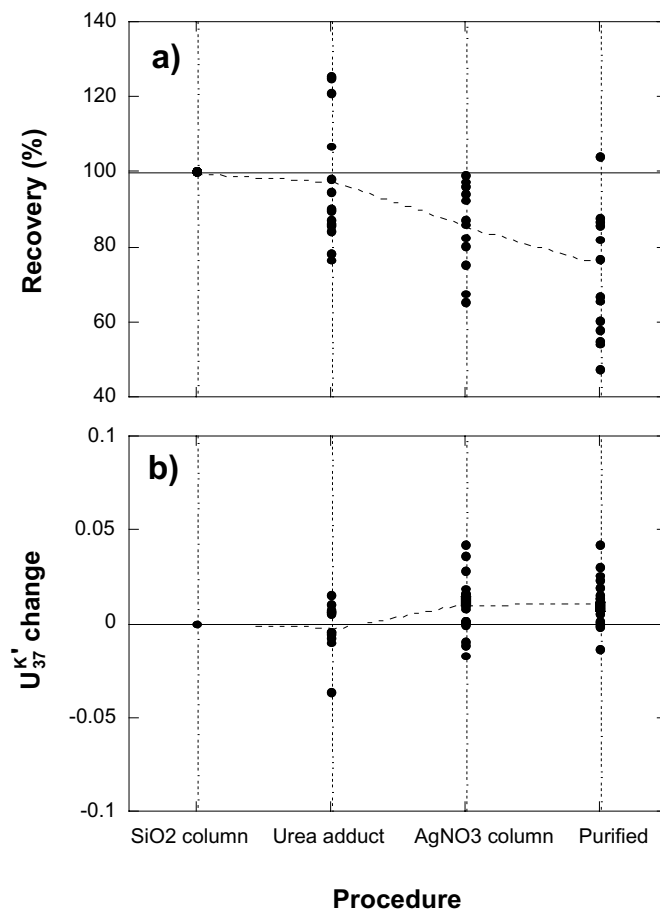 a)
140
120
100
80
60
40
Recovery (%)
b)
0.1
0.05
0
-0.05
-0.1
U37K' change
SiO2 column Urea adduct AgNO3 column Purified
Procedure